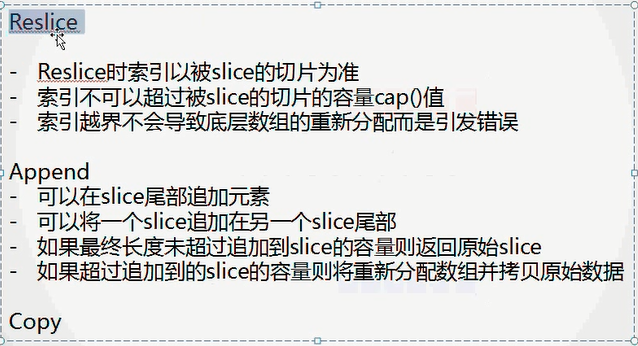 Reslice
- Reslice时索引以被slice的切片为准
- 索引不可以超过被slice的切片的容量cap()值
- 索引越界不会导致底层数组的重新分配而是引发错误
Append
- 可以在slice尾部追加元素
- 可以将一个slice追加在另一个slice尾部
- 如果最终长度未超过追加到slice的容量则返回原始slice
- 如果超过追加到的slice的容量则将重新分配数组并拷贝原始数据
Copy